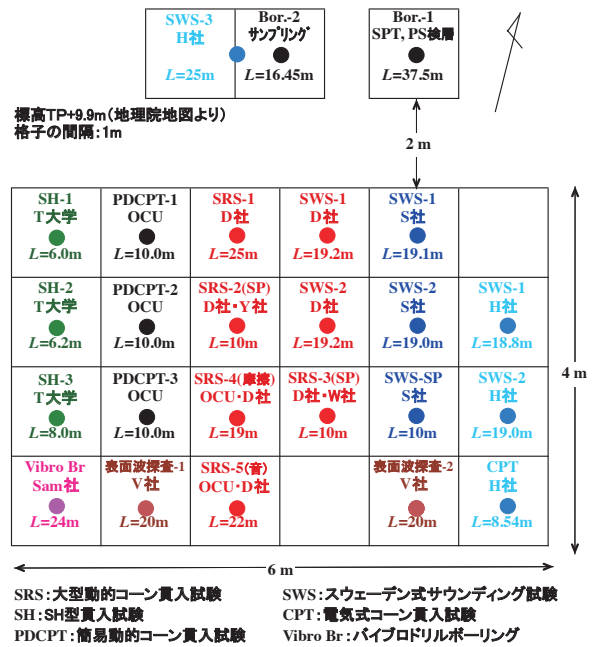 SWS-3
H社
L=25m
Bor.-2
サンプリング
L=16.45m
Bor.-1
SPT, PS検層
L=37.5m
標高TP+9.9m(地理院地図より)
格子の間隔:1m
2 m
SH-1
T大学
L=6.0m
PDCPT-1
OCU
L=10.0m
SRS-1
D社
L=25m
SWS-1
D社
L=19.2m
SWS-1
S社
L=19.1m
SH-2
T大学
L=6.2m
PDCPT-2
OCU
L=10.0m
SRS-2(SP)
D社・Y社
L=10m
SWS-2
D社
L=19.2m
SWS-2
S社
L=19.0m
SWS-1
H社
L=18.8m
SH-3
T大学
L=8.0m
PDCPT-3
OCU
L=10.0m
SRS-4(摩擦)
OCU・D社
L=19m
SRS-3(SP)
D社・W社
L=10m
SWS-SP
S社
L=10m
SWS-2
H社
L=19.0m
4 m
Vibro Br
Sam社
L=24m
表面波探査-1
V社
L=20m
SRS-5(音)
OCU・D社
L=22m
表面波探査-2
V社
L=20m
CPT
H社
L=8.54m
6 m
SRS:大型動的コーン貫入試験
SH:SH型貫入試験
PDCPT:簡易動的コーン貫入試験
SWS:スウェーデン式サウンディング試験
CPT:電気式コーン貫入試験
Vibro Br:バイブロドリルボーリング